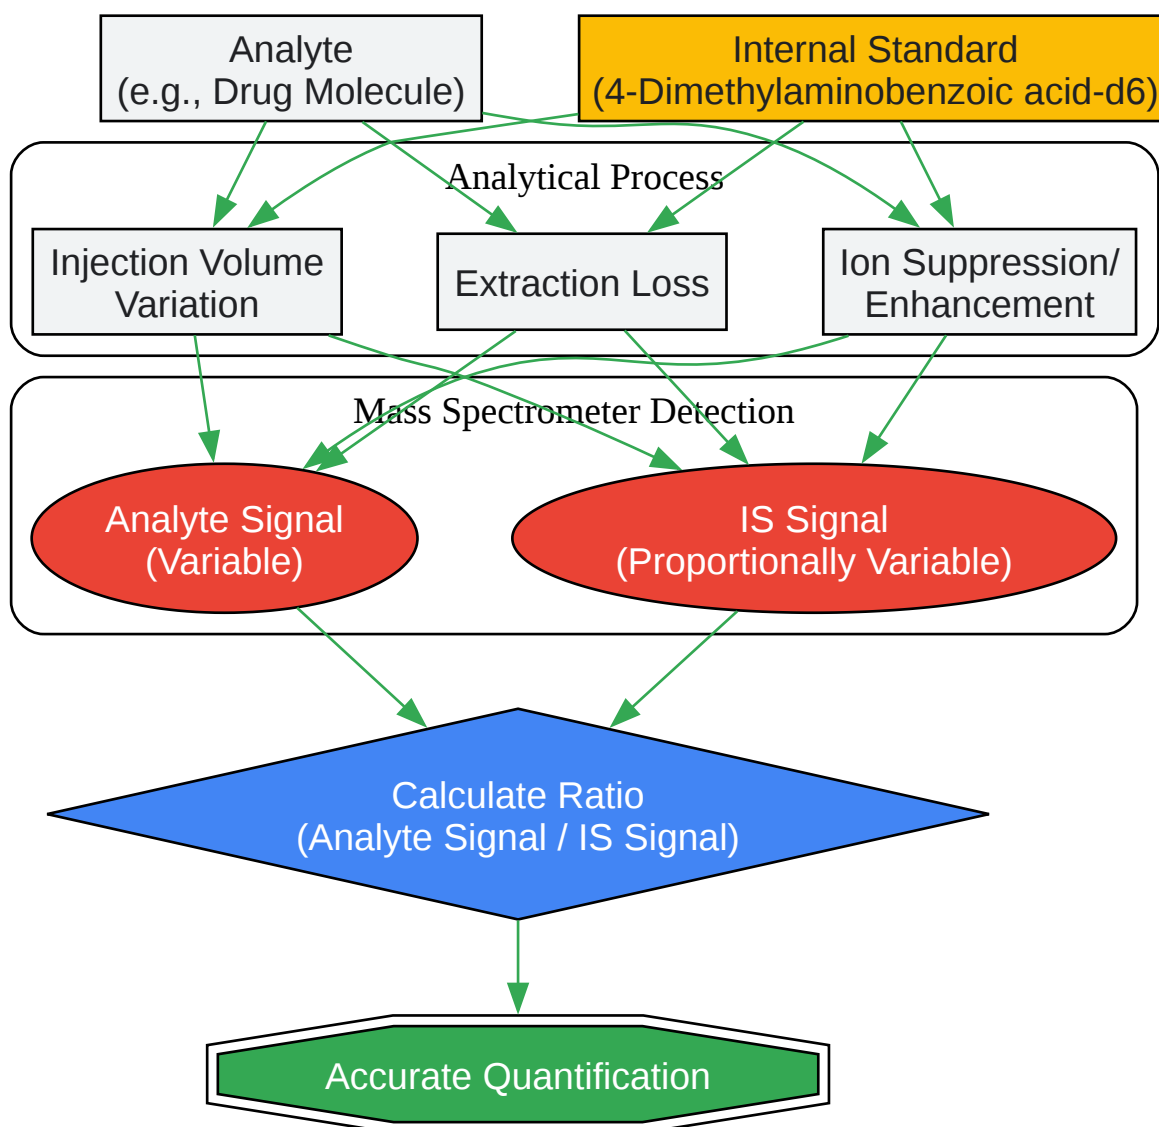 Analyte
(e.g., Drug Molecule)
Internal Standard
(4-Dimethylaminobenzoic acid-d6)
Analytical Process
Injection Volume
Variation
Extraction Loss
Ion Suppression/
Enhancement
Mass Spectrometer Detection
Analyte Signal
(Variable)
IS Signal
(Proportionally Variable)
Calculate Ratio
(Analyte Signal / IS Signal)
Accurate Quantification